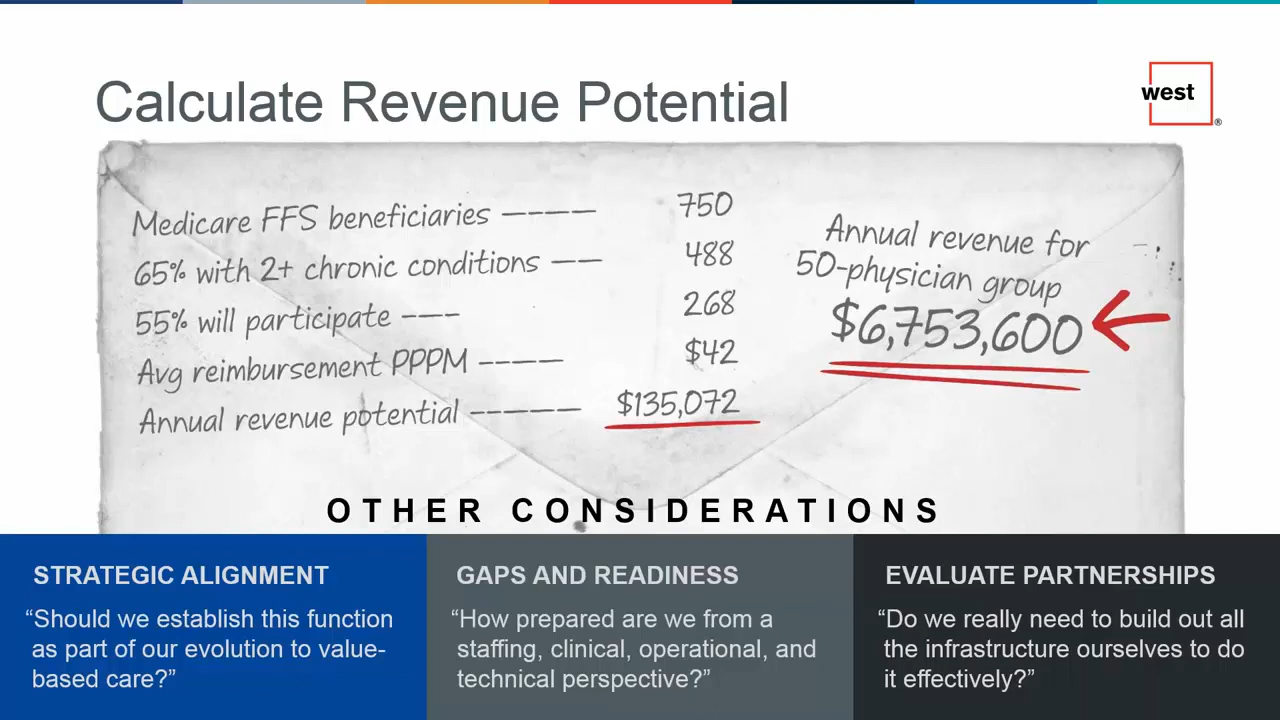 Calculate Revenue Potential
west
®
Medicare FFS beneficiaries ———— 750
65% with 2+ chronic conditions —— 488
55% will participate ——— 268
Avg reimbursement PPPM ———— $42
Annual revenue potential ————— $135,072
Annual revenue for
50-physician group
$6,753,600
OTHER CONSIDERATIONS
STRATEGIC ALIGNMENT
“Should we establish this function
as part of our evolution to value-
based care?”
GAPS AND READINESS
“How prepared are we from a
staffing, clinical, operational, and
technical perspective?”
EVALUATE PARTNERSHIPS
“Do we really need to build out all
the infrastructure ourselves to do
it effectively?”